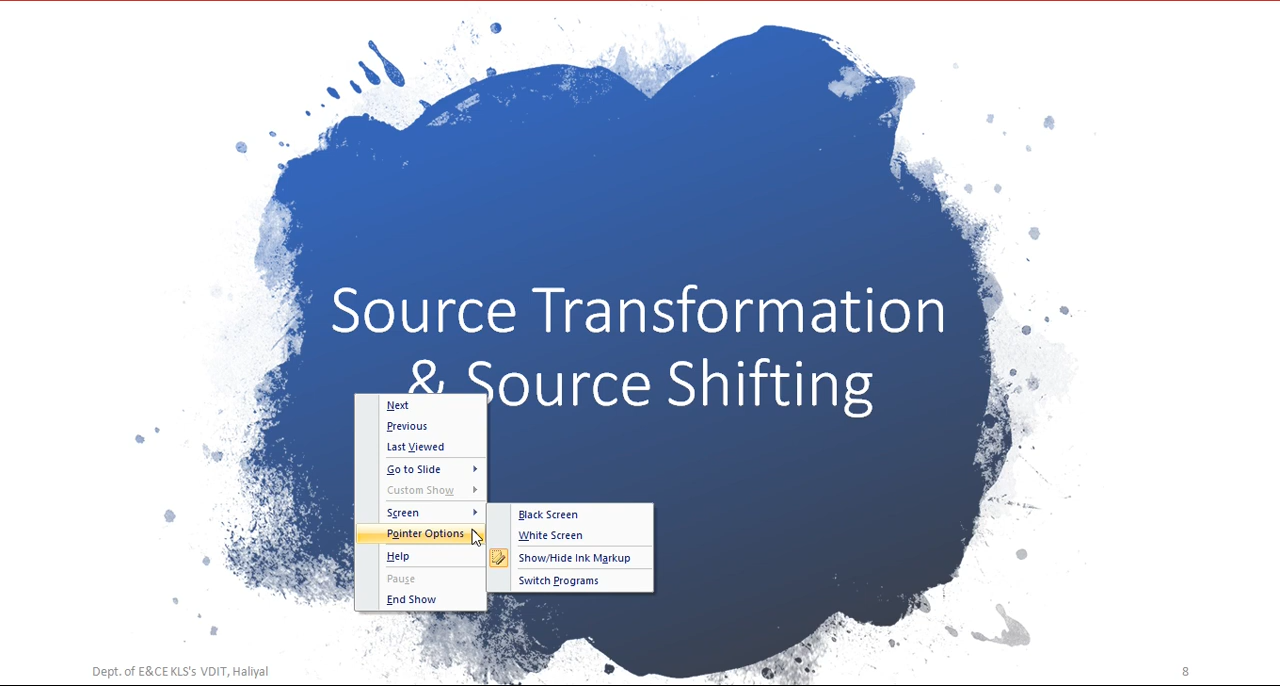 Source Transformation
& Source Shifting
Next
Previous
Last Viewed
Go to Slide
Custom Show
Screen
Pointer Options
Help
Pause
End Show
Black Screen
White Screen
Show/Hide Ink Markup
Switch Programs
Dept. of E&CE KLS's VDIT, Haliyal
8